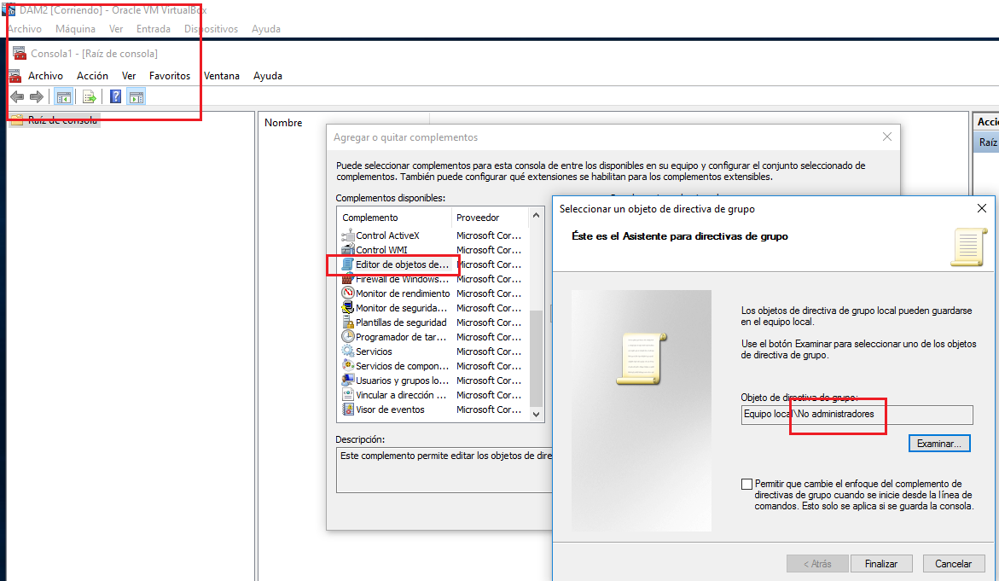 DAM2 [Corriendo] - Oracle VM VirtualBox
Archivo Máquina Ver Entrada Dispositivos Ayuda
Consola1 - [Raíz de consola]
Archivo Acción Ver Favoritos Ventana Ayuda
Raíz de consola
Nombre
Acci
Raíz
Agregar o quitar complementos
Puede seleccionar complementos para esta consola de entre los disponibles en su equipo y configurar el conjunto seleccionado de
complementos. También puede configurar qué extensiones se habilitan para los complementos extensibles.
Complementos disponibles:
Complemento Proveedor
Control ActiveX Microsoft Cor...
Control WMI Microsoft Cor...
Editor de objetos de... Microsoft Cor...
Firewall de Windows... Microsoft Cor...
Monitor de rendimiento Microsoft Cor...
Monitor de segurida... Microsoft Cor...
Plantillas de seguridad Microsoft Cor...
Programador de tar... Microsoft Cor...
Servicios Microsoft Cor...
Servicios de compon... Microsoft Cor...
Usuarios y grupos lo... Microsoft Cor...
Vincular a dirección ... Microsoft Cor...
Visor de eventos Microsoft Cor...
Descripción:
Este complemento permite editar los objetos de dire
Seleccionar un objeto de directiva de grupo
Éste es el Asistente para directivas de grupo
Los objetos de directiva de grupo local pueden guardarse
en el equipo local.
Use el botón Examinar para seleccionar uno de los objetos
de directiva de grupo.
Objeto de directiva de grupo:
Equipo local\No administradores
Examinar...
Permitir que cambie el enfoque del complemento de
directivas de grupo cuando se inicie desde la línea de
comandos. Esto solo se aplica si se guarda la consola.
< Atrás Finalizar Cancelar